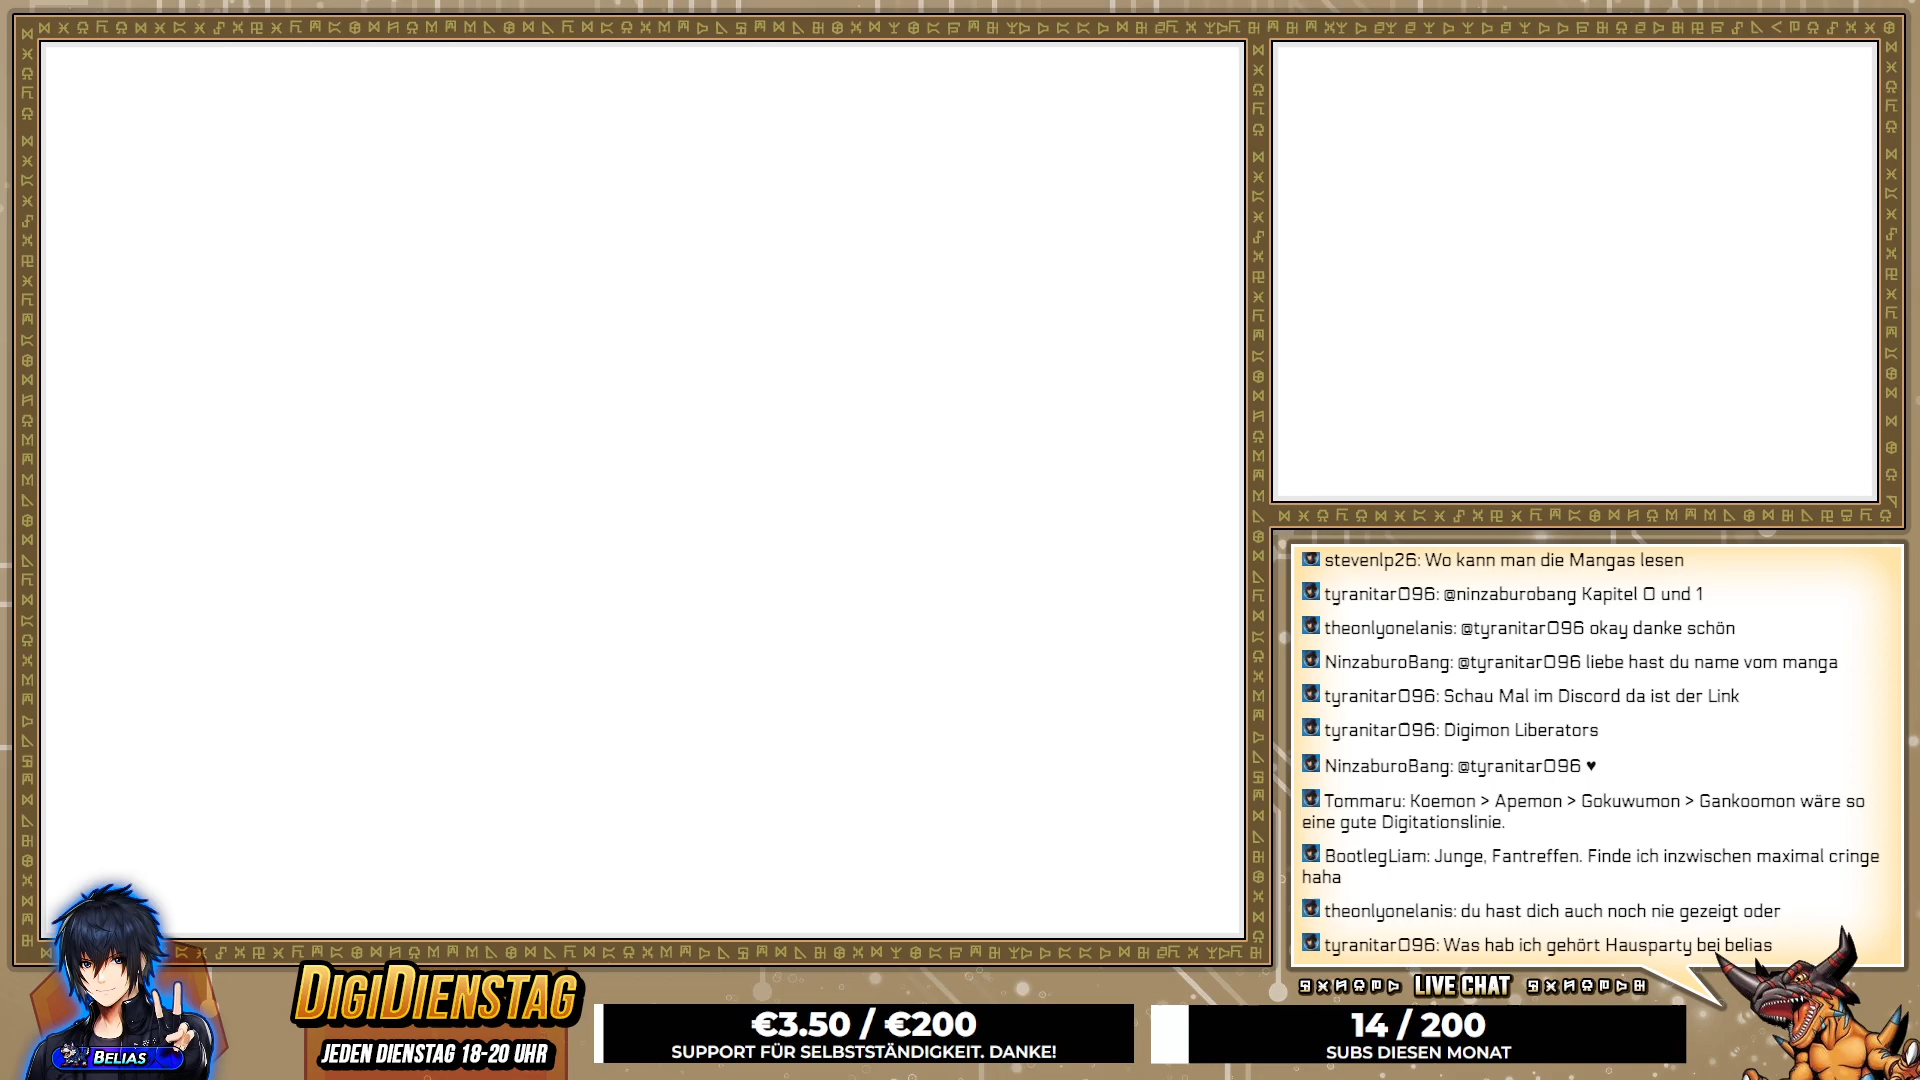 stevenlp26: Wo kann man die Mangas lesen
tyranitar096: @ninzaburobang Kapitel 0 und 1
theonlyonelanis: @tyranitar096 okay danke schön
NinzaburoBang: @tyranitar096 liebe hast du name vom manga
tyranitar096: Schau Mal im Discord da ist der Link
tyranitar096: Digimon Liberators
NinzaburoBang: @tyranitar096 ♥
Tommaru: Koemon > Apemon > Gokuwumon > Gankoomon wäre so
eine gute Digitationslinie.
BootlegLiam: Junge, Fantreffen. Finde ich inzwischen maximal cringe
haha
theonlyonelanis: du hast dich auch noch nie gezeigt oder
tyranitar096: Was hab ich gehört Hausparty bei belias
LIVE CHAT
DIGIDIENSTAG
JEDEN DIENSTAG 18-20 UHR
BELIAS
€3.50 / €200
SUPPORT FÜR SELBSTSTÄNDIGKEIT. DANKE!
14 / 200
SUBS DIESEN MONAT